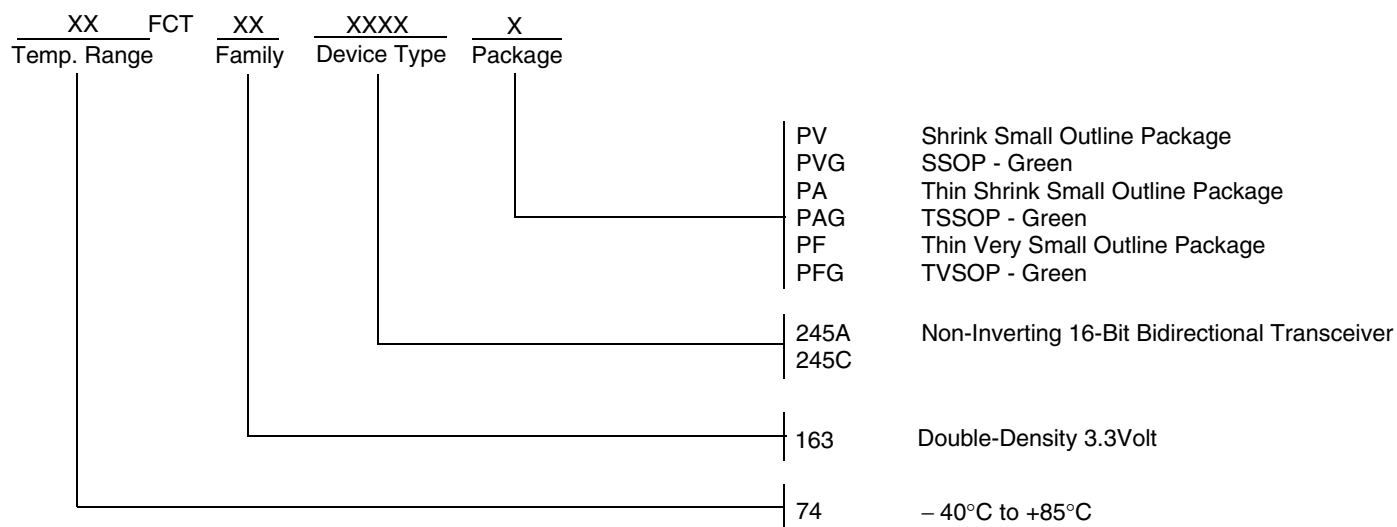 XX FCT XX XXXX X
Temp. Range Family Device Type Package
PV Shrink Small Outline Package
PVG SSOP - Green
PA Thin Shrink Small Outline Package
PAG TSSOP - Green
PF Thin Very Small Outline Package
PFG TVSOP - Green
245A Non-Inverting 16-Bit Bidirectional Transceiver
245C
163 Double-Density 3.3Volt
74 – 40°C to +85°C